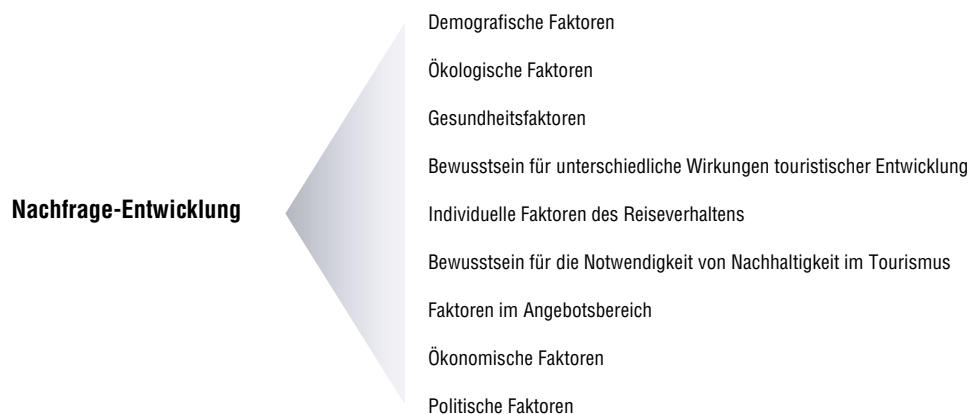 Demografische Faktoren
Ökologische Faktoren
Gesundheitsfaktoren
Bewusstsein für unterschiedliche Wirkungen touristischer Entwicklung
Nachfrage-Entwicklung
Individuelle Faktoren des Reiseverhaltens
Bewusstsein für die Notwendigkeit von Nachhaltigkeit im Tourismus
Faktoren im Angebotsbereich
Ökonomische Faktoren
Politische Faktoren